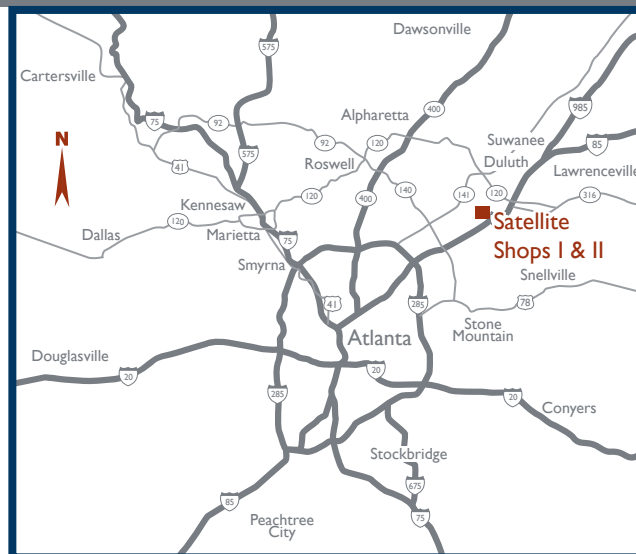 575
Dawsonville
Cartersville
400
985
Alpharetta
75
92
92
120
Suwanee
85
575
Roswell
Duluth
41
Lawrenceville
N
120
140
141
120
316
Kennesaw
400
120
Satellite
Shops I & II
Dallas
Marietta
75
Smyrna
Snellville
41
285
78
Atlanta
Stone
Mountain
Douglasville
20
20
285
20
Conyers
Stockbridge
675
85
75
Peachtree
City